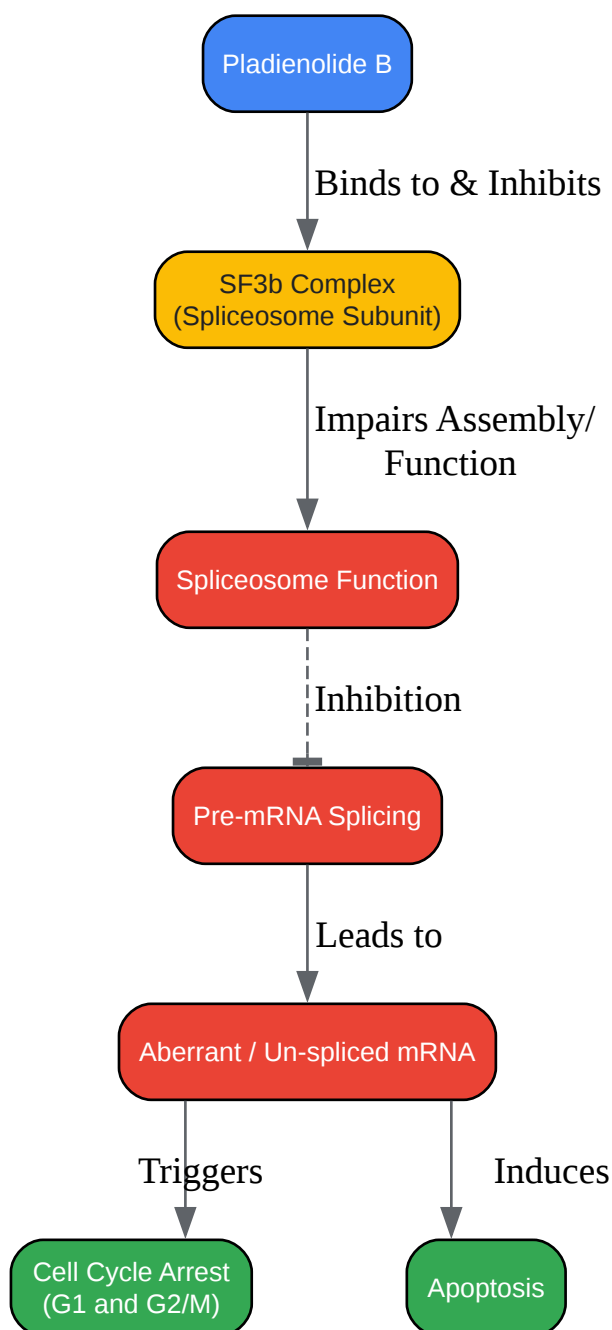 Pladienolide B
Binds to & Inhibits
SF3b Complex
(Spliceosome Subunit)
Impairs Assembly/
Function
Spliceosome Function
Inhibition
Pre-mRNA Splicing
Leads to
Aberrant / Un-spliced mRNA
Triggers
Induces
Cell Cycle Arrest
(G1 and G2/M)
Apoptosis